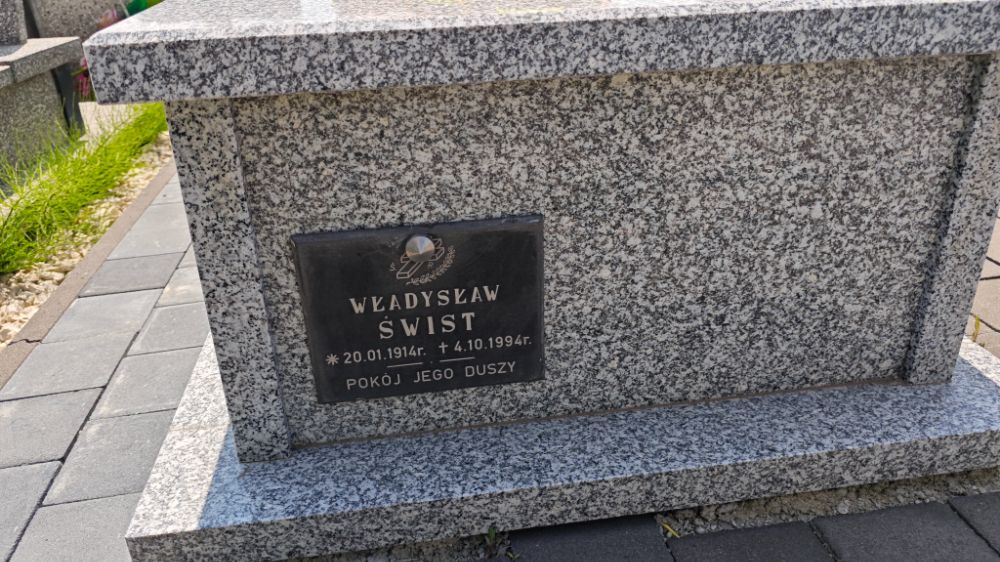 WŁADYSŁAW
ŚWIST
* 20.01.1914r. † 4.10.1994r.
POKÓJ JEGO DUSZY